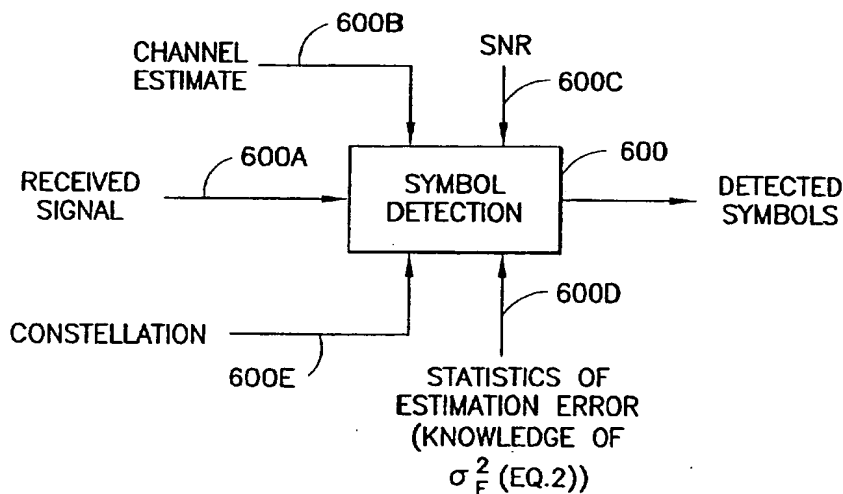 600B
CHANNEL
ESTIMATE
SNR
600C
600A
600
RECEIVED
SIGNAL
SYMBOL
DETECTION
DETECTED
SYMBOLS
600D
CONSTELLATION
600E
STATISTICS OF
ESTIMATION ERROR
(KNOWLEDGE OF
σ²_E (EQ.2))